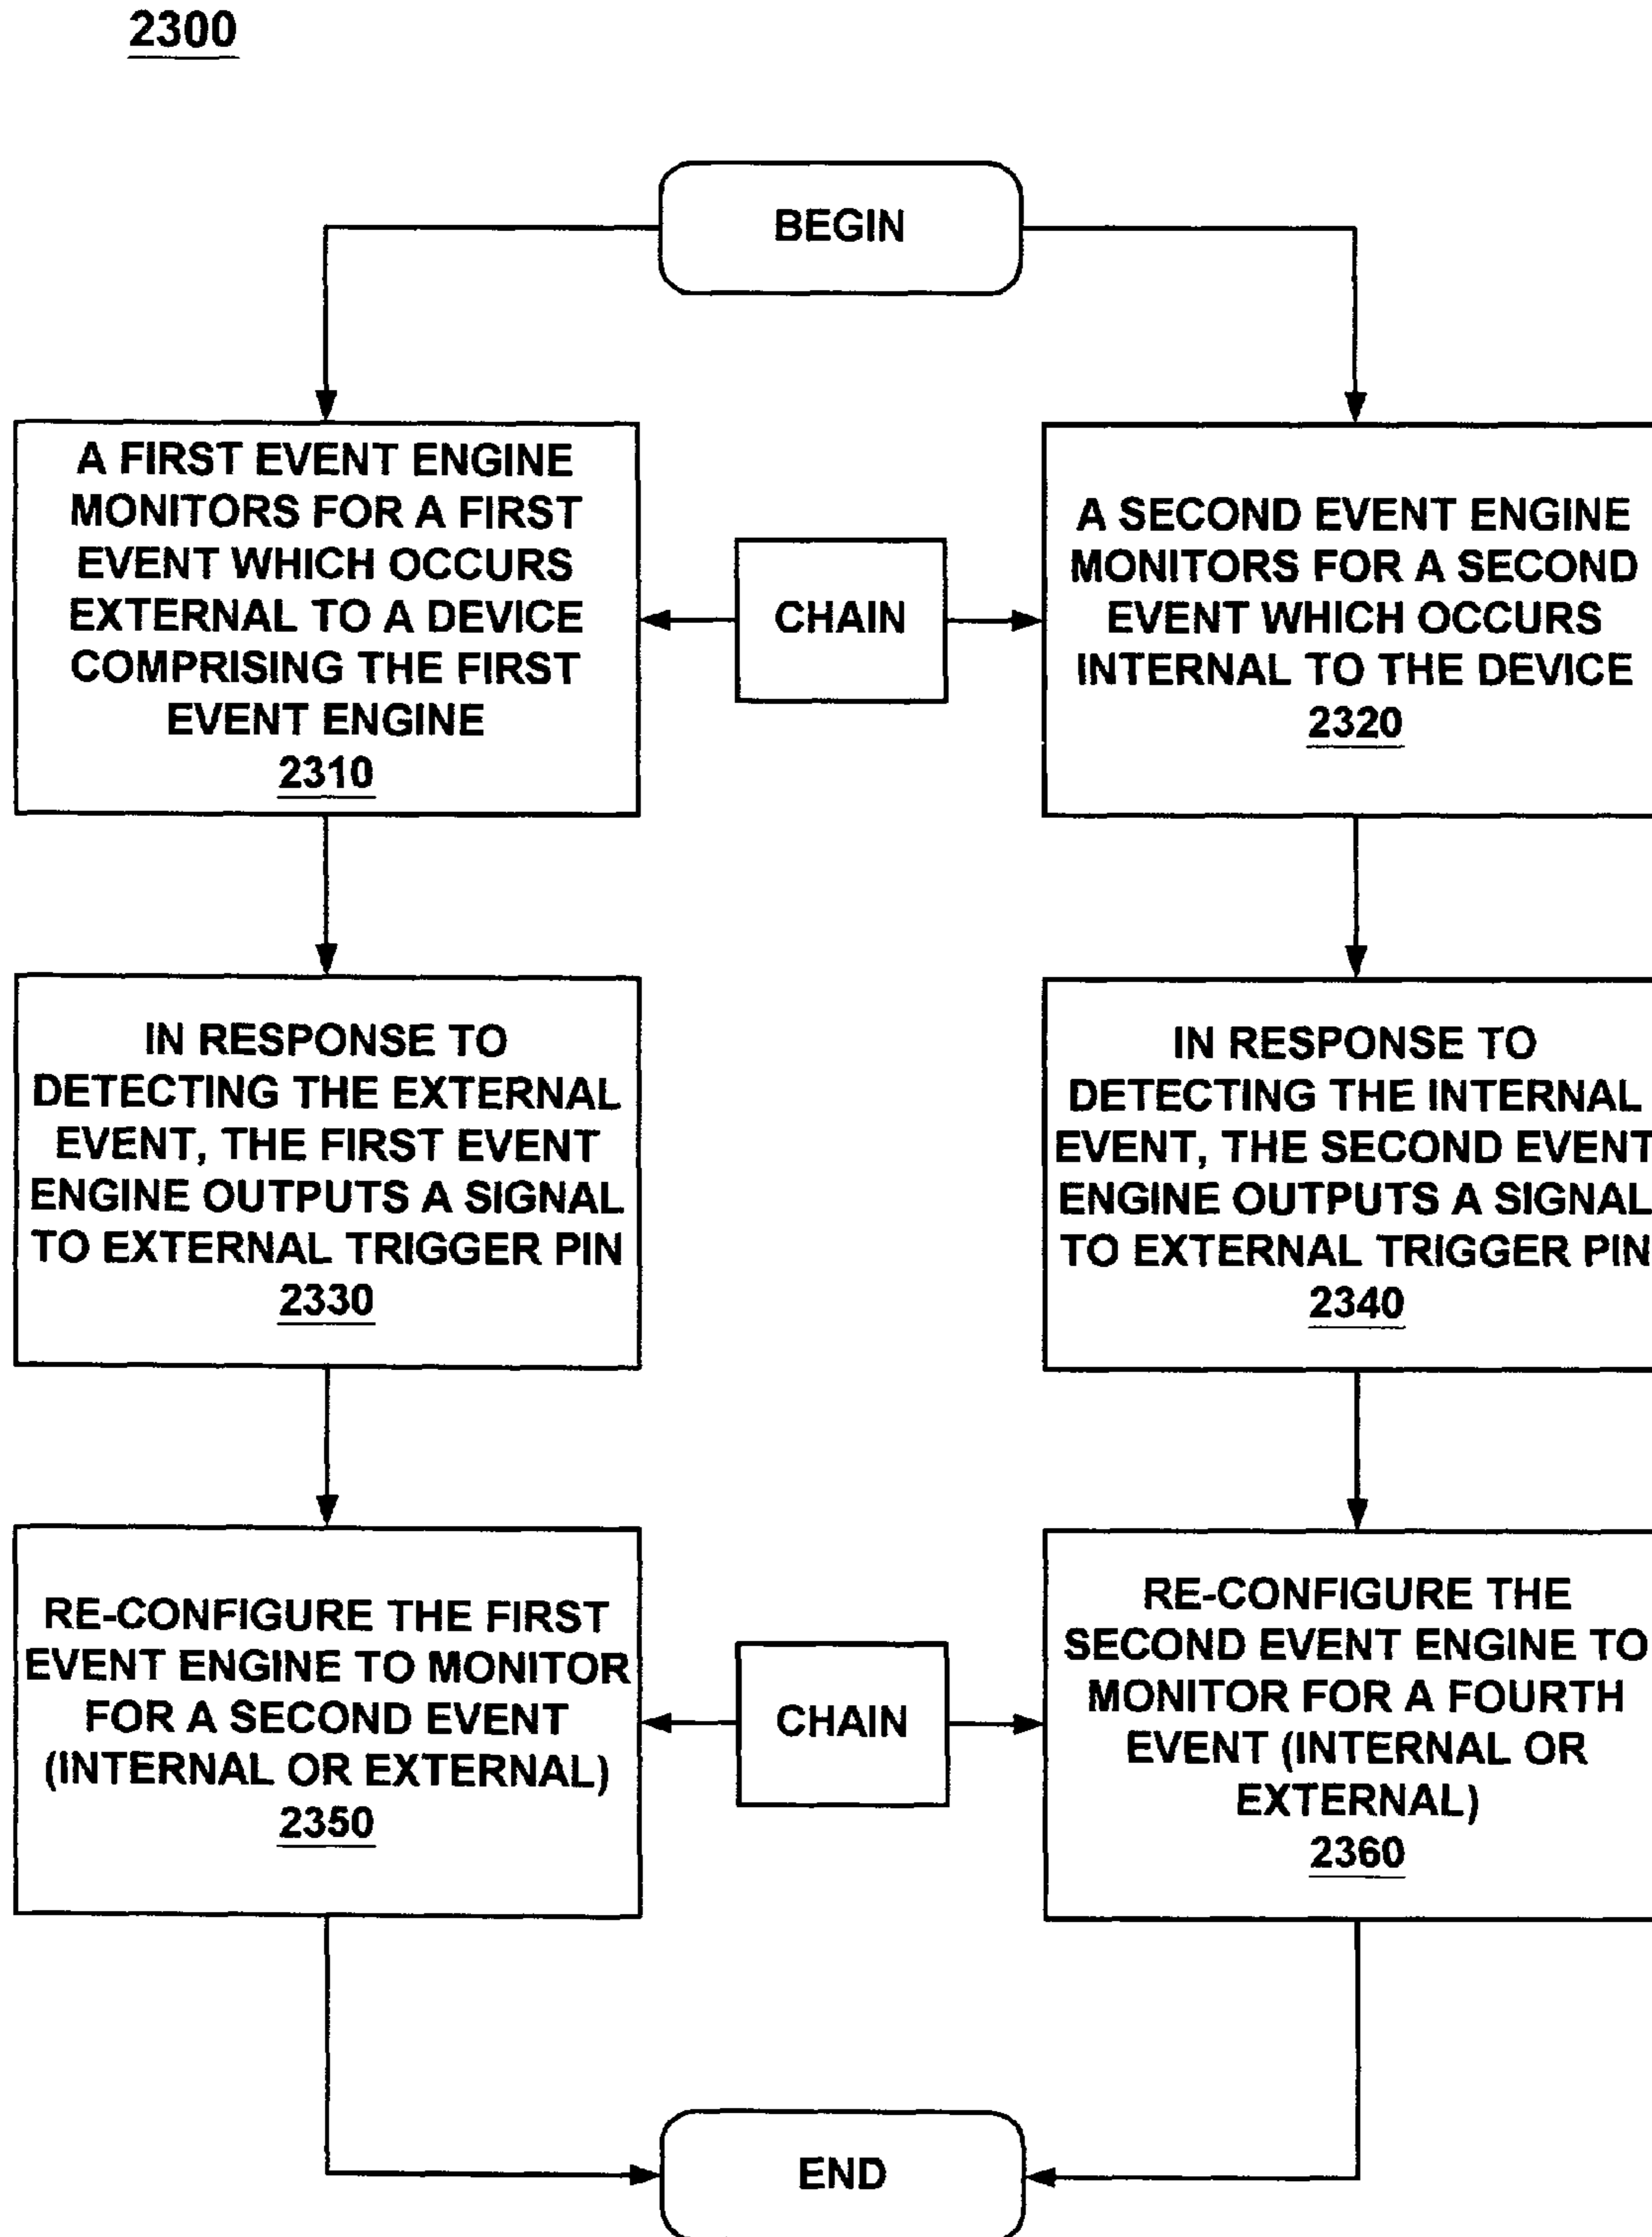 2300
BEGIN
A FIRST EVENT ENGINE
MONITORS FOR A FIRST
EVENT WHICH OCCURS
EXTERNAL TO A DEVICE
COMPRISING THE FIRST
EVENT ENGINE
2310
CHAIN
A SECOND EVENT ENGINE
MONITORS FOR A SECOND
EVENT WHICH OCCURS
INTERNAL TO THE DEVICE
2320
IN RESPONSE TO
DETECTING THE EXTERNAL
EVENT, THE FIRST EVENT
ENGINE OUTPUTS A SIGNAL
TO EXTERNAL TRIGGER PIN
2330
IN RESPONSE TO
DETECTING THE INTERNAL
EVENT, THE SECOND EVENT
ENGINE OUTPUTS A SIGNAL
TO EXTERNAL TRIGGER PIN
2340
RE-CONFIGURE THE FIRST
EVENT ENGINE TO MONITOR
FOR A SECOND EVENT
(INTERNAL OR EXTERNAL)
2350
CHAIN
RE-CONFIGURE THE
SECOND EVENT ENGINE TO
MONITOR FOR A FOURTH
EVENT (INTERNAL OR
EXTERNAL)
2360
END